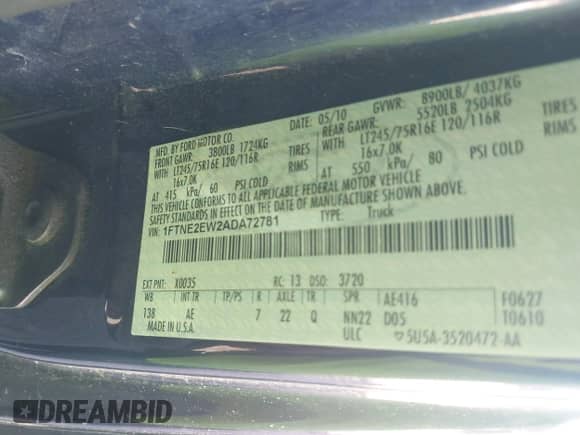 MFG. BY FORD MOTOR CO.
DATE: 05/10 GVWR: 8900LB/ 4037KG
FRONT GAWR: 3800LB 1724KG REAR GAWR: 5520LB 2504KG
WITH LT245/75R16E 120/116R TIRES WITH LT245/75R16E 120/116R TIRES
16x7.0K RIMS 16x7.0K RIMS
AT 415 kPa/ 60 PSI COLD AT 550 kPa/ 80 PSI COLD
THIS VEHICLE CONFORMS TO ALL APPLICABLE FEDERAL MOTOR VEHICLE
SAFETY STANDARDS IN EFFECT ON THE DATE OF MANUFACTURE SHOWN ABOVE.
VIN: 1FTNE2EW2ADA72781 TYPE: Truck
EXT PNT: X0035 RC: 13 DSO: 3720
WB INT TR TP/PS R AXLE TR SPR AE416 F0627
138 AE 7 22 Q NN22 D05 T0610
MADE IN U.S.A. ULC 5U5A-3520472-AA
DREAMBID